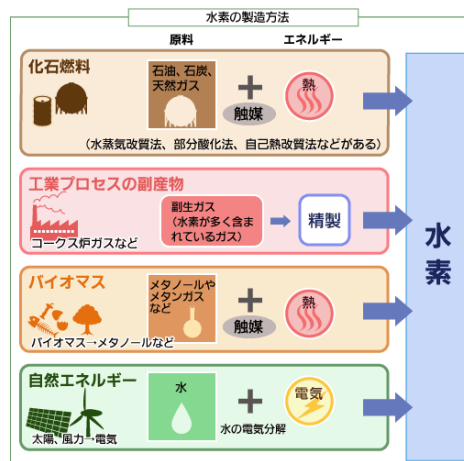 水素の製造方法
原料
エネルギー
化石燃料
石油、石炭、
天然ガス
触媒
熱
(水蒸気改質法、部分酸化法、自己熱改質法などがある)
工業プロセスの副産物
副生ガス
(水素が多く含ま
れているガス)
精製
コークス炉ガスなど
バイオマス
メタノールや
メタンガス
など
触媒
熱
バイオマス→メタノールなど
自然エネルギー
水
電気
水の電気分解
太陽、風力→電気
水素